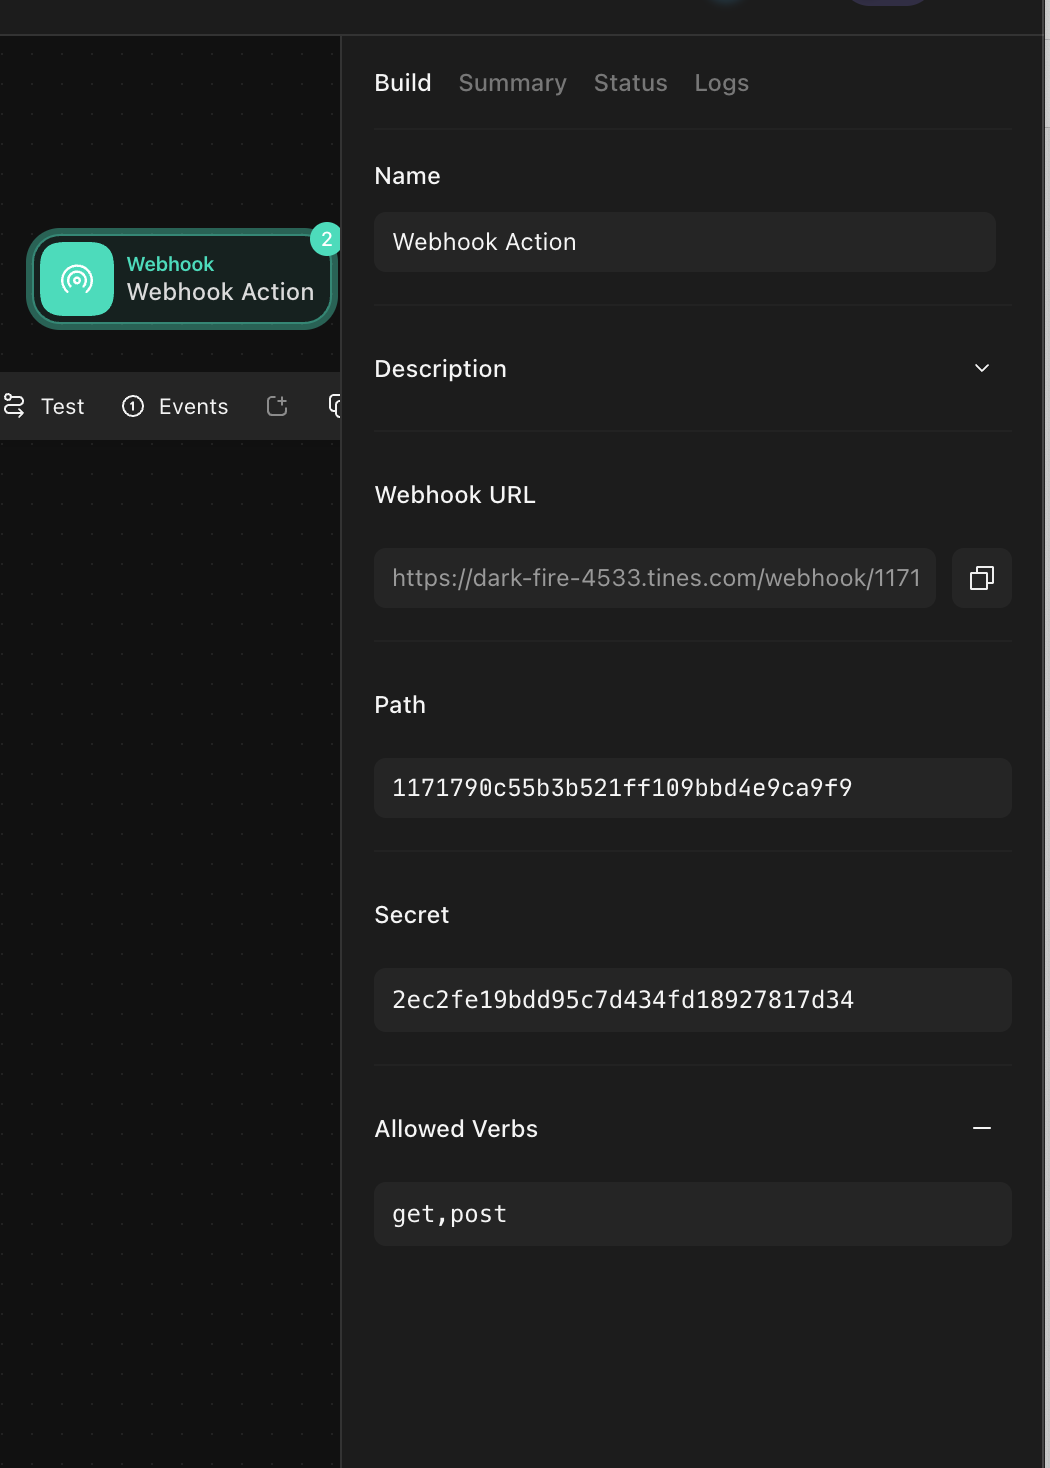 Build Summary Status Logs
Name
Webhook Action
2
Webhook
Webhook Action
Description
Test
1
Events
Webhook URL
https://dark-fire-4533.tines.com/webhook/1171
Path
1171790c55b3b521ff109bbd4e9ca9f9
Secret
2ec2fe19bdd95c7d434fd18927817d34
Allowed Verbs
get,post